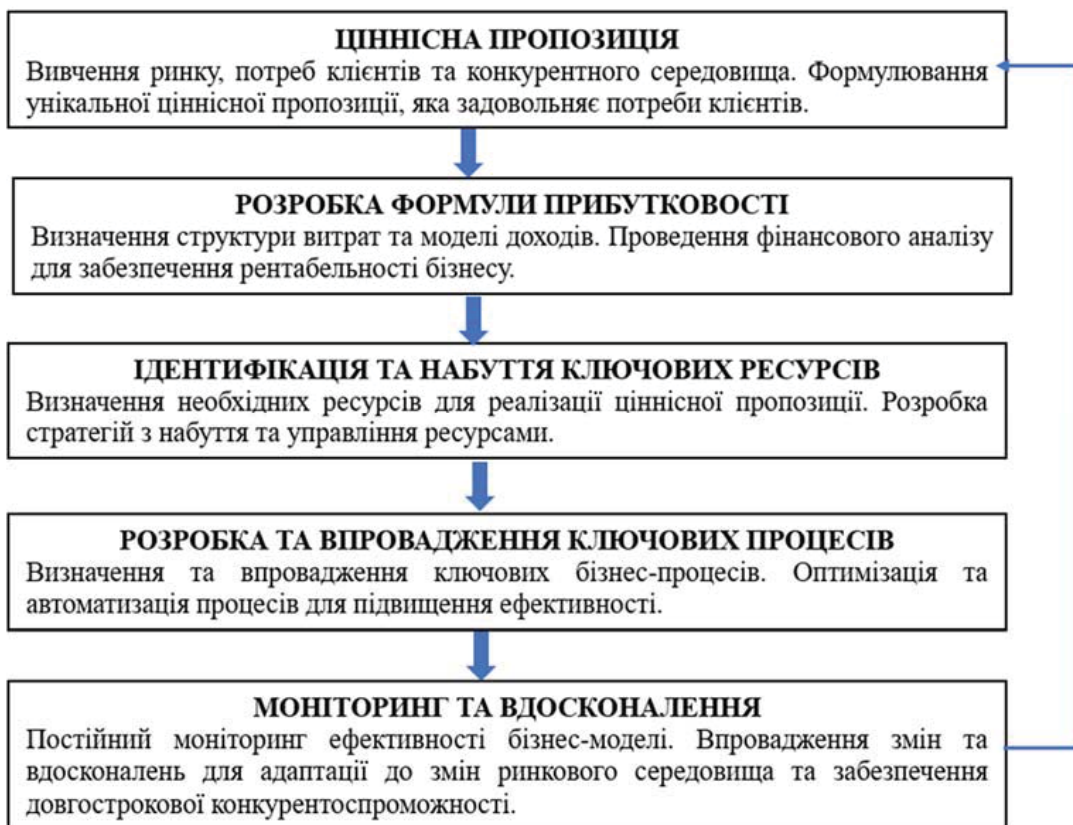 ЦІННІСНА ПРОПОЗИЦІЯ
Вивчення ринку, потреб клієнтів та конкурентного середовища. Формулювання
унікальної ціннісної пропозиції, яка задовольняє потреби клієнтів.
РОЗРОБКА ФОРМУЛИ ПРИБУТКОВОСТІ
Визначення структури витрат та моделі доходів. Проведення фінансового аналізу
для забезпечення рентабельності бізнесу.
ІДЕНТИФІКАЦІЯ ТА НАБУТТЯ КЛЮЧОВИХ РЕСУРСІВ
Визначення необхідних ресурсів для реалізації ціннісної пропозиції. Розробка
стратегій з набуття та управління ресурсами.
РОЗРОБКА ТА ВПРОВАДЖЕННЯ КЛЮЧОВИХ ПРОЦЕСІВ
Визначення та впровадження ключових бізнес-процесів. Оптимізація та
автоматизація процесів для підвищення ефективності.
МОНІТОРИНГ ТА ВДОСКОНАЛЕННЯ
Постійний моніторинг ефективності бізнес-моделі. Впровадження змін та
вдосконалень для адаптації до змін ринкового середовища та забезпечення
довгострокової конкурентоспроможності.